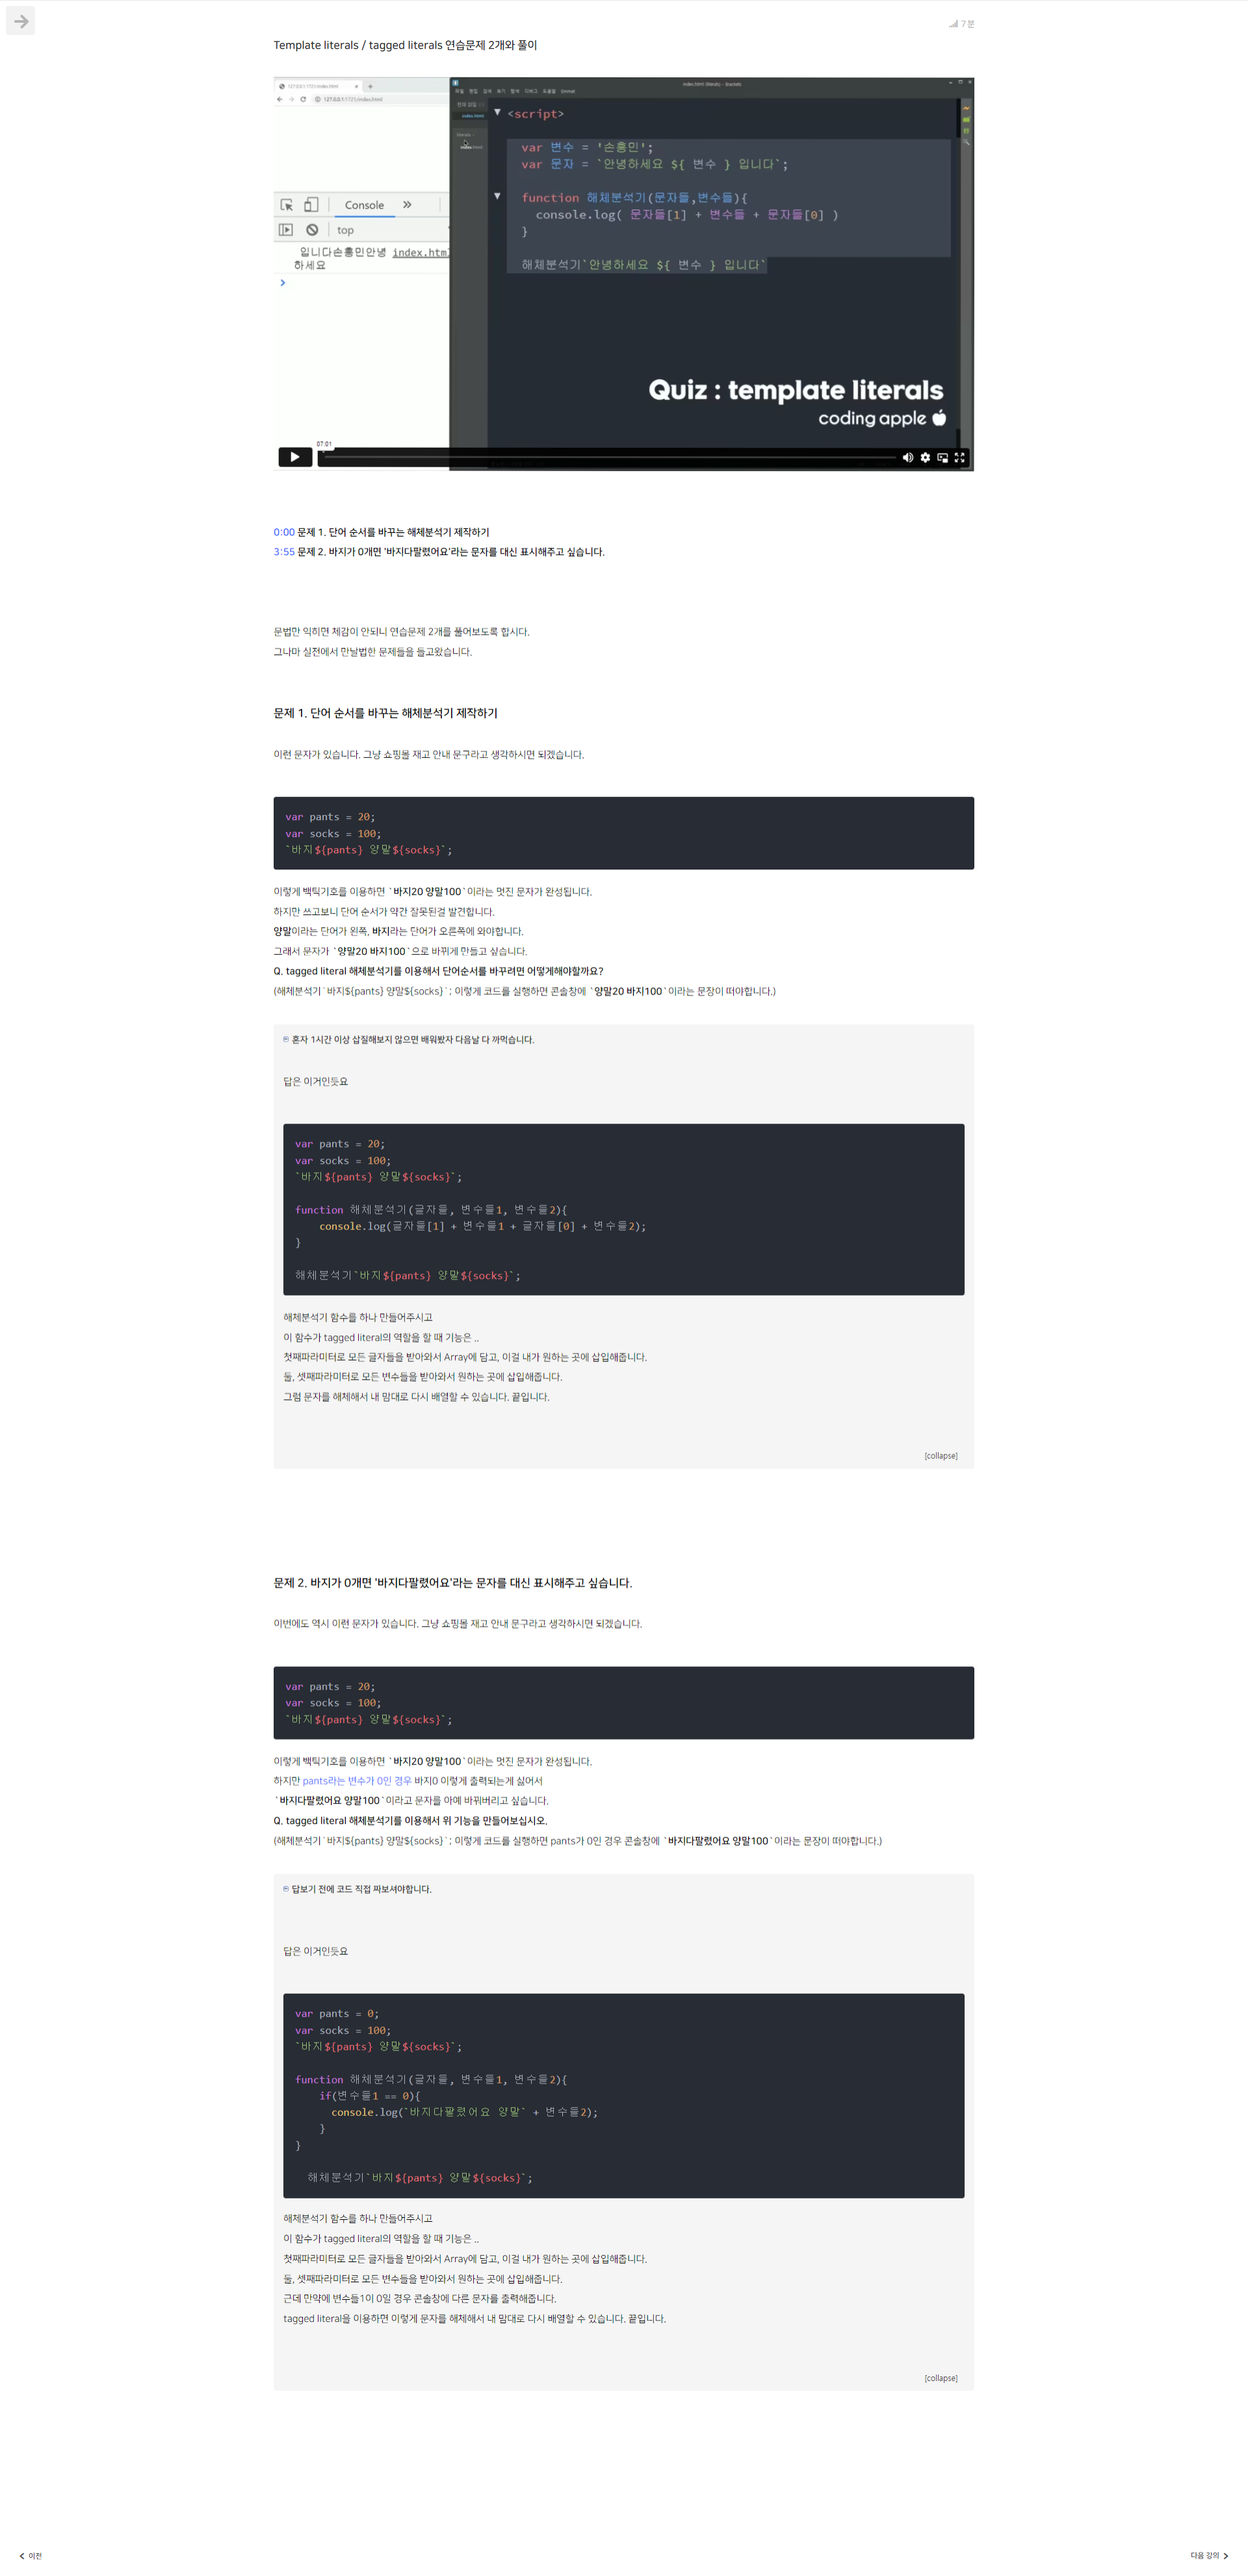 7분
Template literals / tagged literals 연습문제 2개와 풀이
127.0.0.1:1721/index.html
127.0.0.1:1721/index.html
index.html (literals) - Brackets
index.html
<script>
var 변수 = '손흥민';
var 문자 = `안녕하세요 ${ 변수 } 입니다`;
function 해체분석기(문자들,변수들){
console.log( 문자들[1] + 변수들 + 문자들[0] )
}
해체분석기`안녕하세요 ${ 변수 } 입니다`
Console »
top
입니다손흥민안녕 index.html
하세요
Quiz : template literals
coding apple
07:01
0:00 문제 1. 단어 순서를 바꾸는 해체분석기 제작하기
3:55 문제 2. 바지가 0개면 '바지다팔렸어요'라는 문자를 대신 표시해주고 싶습니다.
문법만 익히면 체감이 안되니 연습문제 2개를 풀어보도록 합시다.
그나마 실전에서 만날법한 문제들을 들고왔습니다.
문제 1. 단어 순서를 바꾸는 해체분석기 제작하기
이런 문자가 있습니다. 그냥 쇼핑몰 재고 안내 문구라고 생각하시면 되겠습니다.
var pants = 20;
var socks = 100;
`바지${pants} 양말${socks}`;
이렇게 백틱기호를 이용하면 `바지20 양말100`이라는 멋진 문자가 완성됩니다.
하지만 쓰고보니 단어 순서가 약간 잘못된걸 발견합니다.
양말이라는 단어가 왼쪽, 바지라는 단어가 오른쪽에 와야합니다.
그래서 문자가 `양말20 바지100`으로 바뀌게 만들고 싶습니다.
Q. tagged literal 해체분석기를 이용해서 단어순서를 바꾸려면 어떻게해야할까요?
(해체분석기`바지${pants} 양말${socks}`; 이렇게 코드를 실행하면 콘솔창에 `양말20 바지100`이라는 문장이 떠야합니다.)
혼자 1시간 이상 삽질해보지 않으면 배워봤자 다음날 다 까먹습니다.
답은 이거인듯요
var pants = 20;
var socks = 100;
`바지${pants} 양말${socks}`;
function 해체분석기(글자들, 변수들1, 변수들2){
console.log(글자들[1] + 변수들1 + 글자들[0] + 변수들2);
}
해체분석기`바지${pants} 양말${socks}`;
해체분석기 함수를 하나 만들어주시고
이 함수가 tagged literal의 역할을 할 때 기능은 ..
첫째파라미터로 모든 글자들을 받아와서 Array에 담고, 이걸 내가 원하는 곳에 삽입해줍니다.
둘, 셋째파라미터로 모든 변수들을 받아와서 원하는 곳에 삽입해줍니다.
그럼 문자를 해체해서 내 맘대로 다시 배열할 수 있습니다. 끝입니다.
[collapse]
문제 2. 바지가 0개면 '바지다팔렸어요'라는 문자를 대신 표시해주고 싶습니다.
이번에도 역시 이런 문자가 있습니다. 그냥 쇼핑몰 재고 안내 문구라고 생각하시면 되겠습니다.
var pants = 20;
var socks = 100;
`바지${pants} 양말${socks}`;
이렇게 백틱기호를 이용하면 `바지20 양말100`이라는 멋진 문자가 완성됩니다.
하지만 pants라는 변수가 0인 경우 바지0 이렇게 출력되는게 싫어서
`바지다팔렸어요 양말100`이라고 문자를 아예 바꿔버리고 싶습니다.
Q. tagged literal 해체분석기를 이용해서 위 기능을 만들어보십시오.
(해체분석기`바지${pants} 양말${socks}`; 이렇게 코드를 실행하면 pants가 0인 경우 콘솔창에 `바지다팔렸어요 양말100`이라는 문장이 떠야합니다.)
답보기 전에 코드 직접 짜보셔야합니다.
답은 이거인듯요
var pants = 0;
var socks = 100;
`바지${pants} 양말${socks}`;
function 해체분석기(글자들, 변수들1, 변수들2){
if(변수들1 == 0){
console.log(`바지다팔렸어요 양말` + 변수들2);
}
}
해체분석기`바지${pants} 양말${socks}`;
해체분석기 함수를 하나 만들어주시고
이 함수가 tagged literal의 역할을 할 때 기능은 ..
첫째파라미터로 모든 글자들을 받아와서 Array에 담고, 이걸 내가 원하는 곳에 삽입해줍니다.
둘, 셋째파라미터로 모든 변수들을 받아와서 원하는 곳에 삽입해줍니다.
근데 만약에 변수들1이 0일 경우 콘솔창에 다른 문자를 출력해줍니다.
tagged literal을 이용하면 이렇게 문자를 해체해서 내 맘대로 다시 배열할 수 있습니다. 끝입니다.
[collapse]
이전
다음 강의